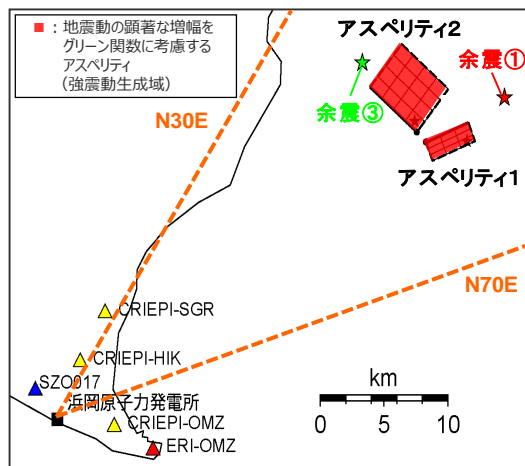 ■：地震動の顕著な増幅を
グリーン関数に考慮する
アスペリティ
（強震動生成域）
アスペリティ2
余震①
余震③
N30E
アスペリティ1
N70E
CRIEPI-SGR
CRIEPI-HIK
SZO017
浜岡原子力発電所
CRIEPI-OMZ
ERI-OMZ
km
0 5 10